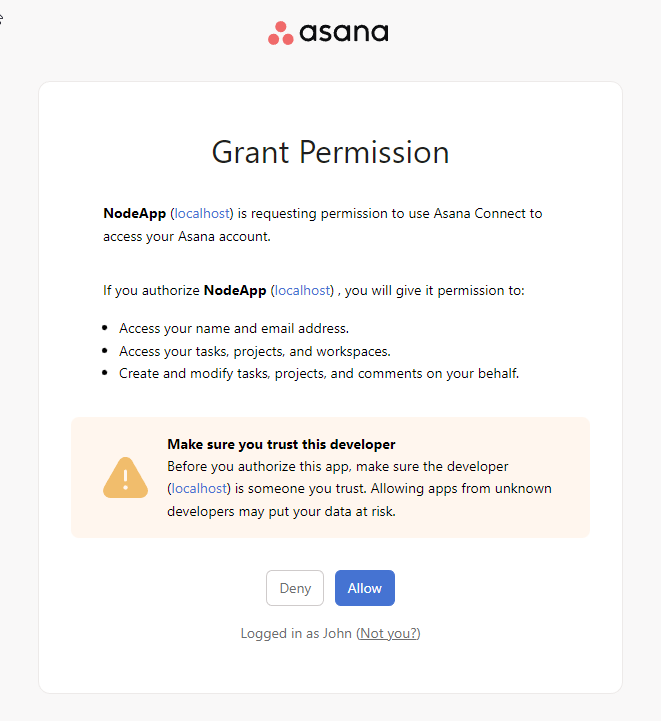 asana
Grant Permission
NodeApp (localhost) is requesting permission to use Asana Connect to
access your Asana account.
If you authorize NodeApp (localhost) , you will give it permission to:
• Access your name and email address.
• Access your tasks, projects, and workspaces.
• Create and modify tasks, projects, and comments on your behalf.
Make sure you trust this developer
Before you authorize this app, make sure the developer
(localhost) is someone you trust. Allowing apps from unknown
developers may put your data at risk.
Deny Allow
Logged in as John (Not you?)